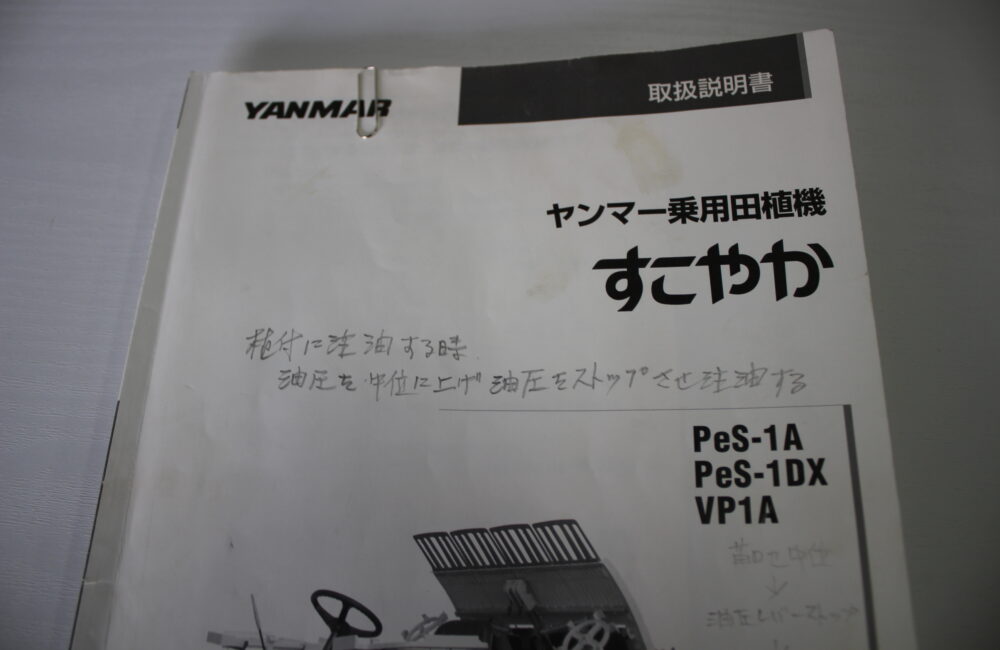 YANMAR
取扱説明書
ヤンマー乗用田植機
すこやか
植付に注油する時
油圧を中位に上げ油圧をストップさせ注油する
PeS-1A
PeS-1DX
VP1A
中位
↓
油圧レバーストップ
↓